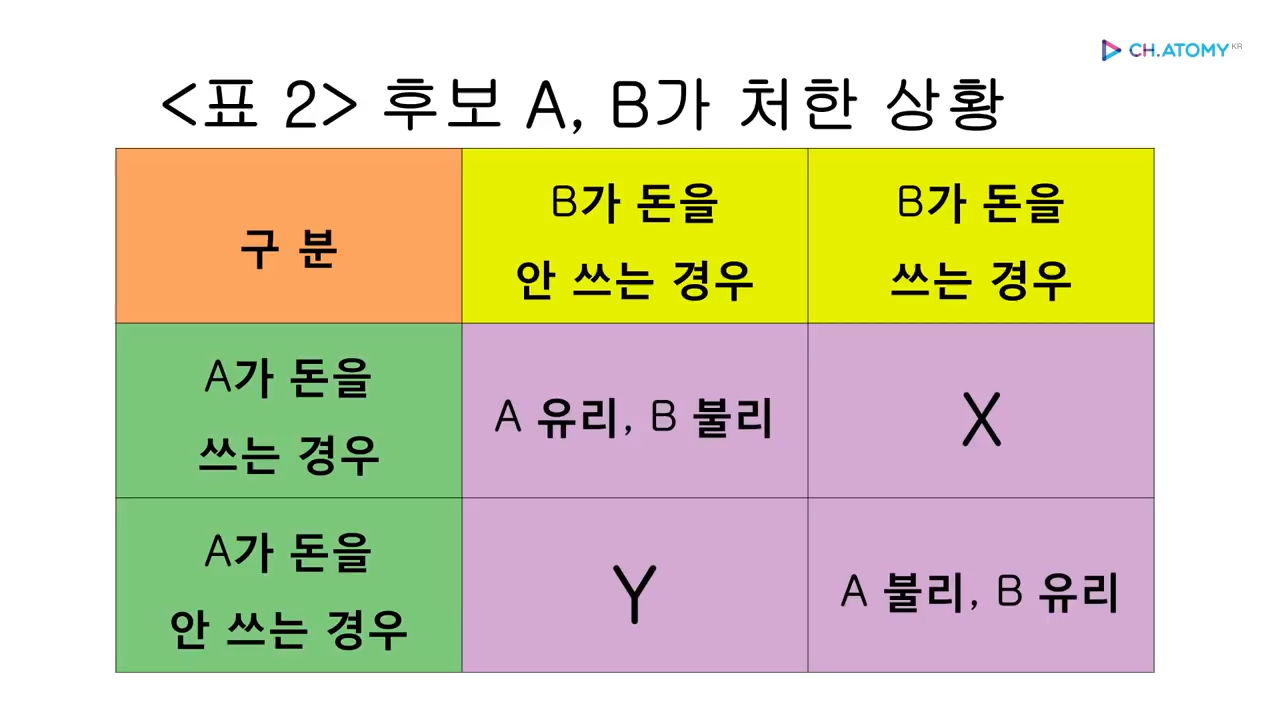 CH.ATOMY KR
<표 2> 후보 A, B가 처한 상황
구 분
B가 돈을
안 쓰는 경우
B가 돈을
쓰는 경우
A가 돈을
쓰는 경우
A 유리, B 불리
X
A가 돈을
안 쓰는 경우
Y
A 불리, B 유리